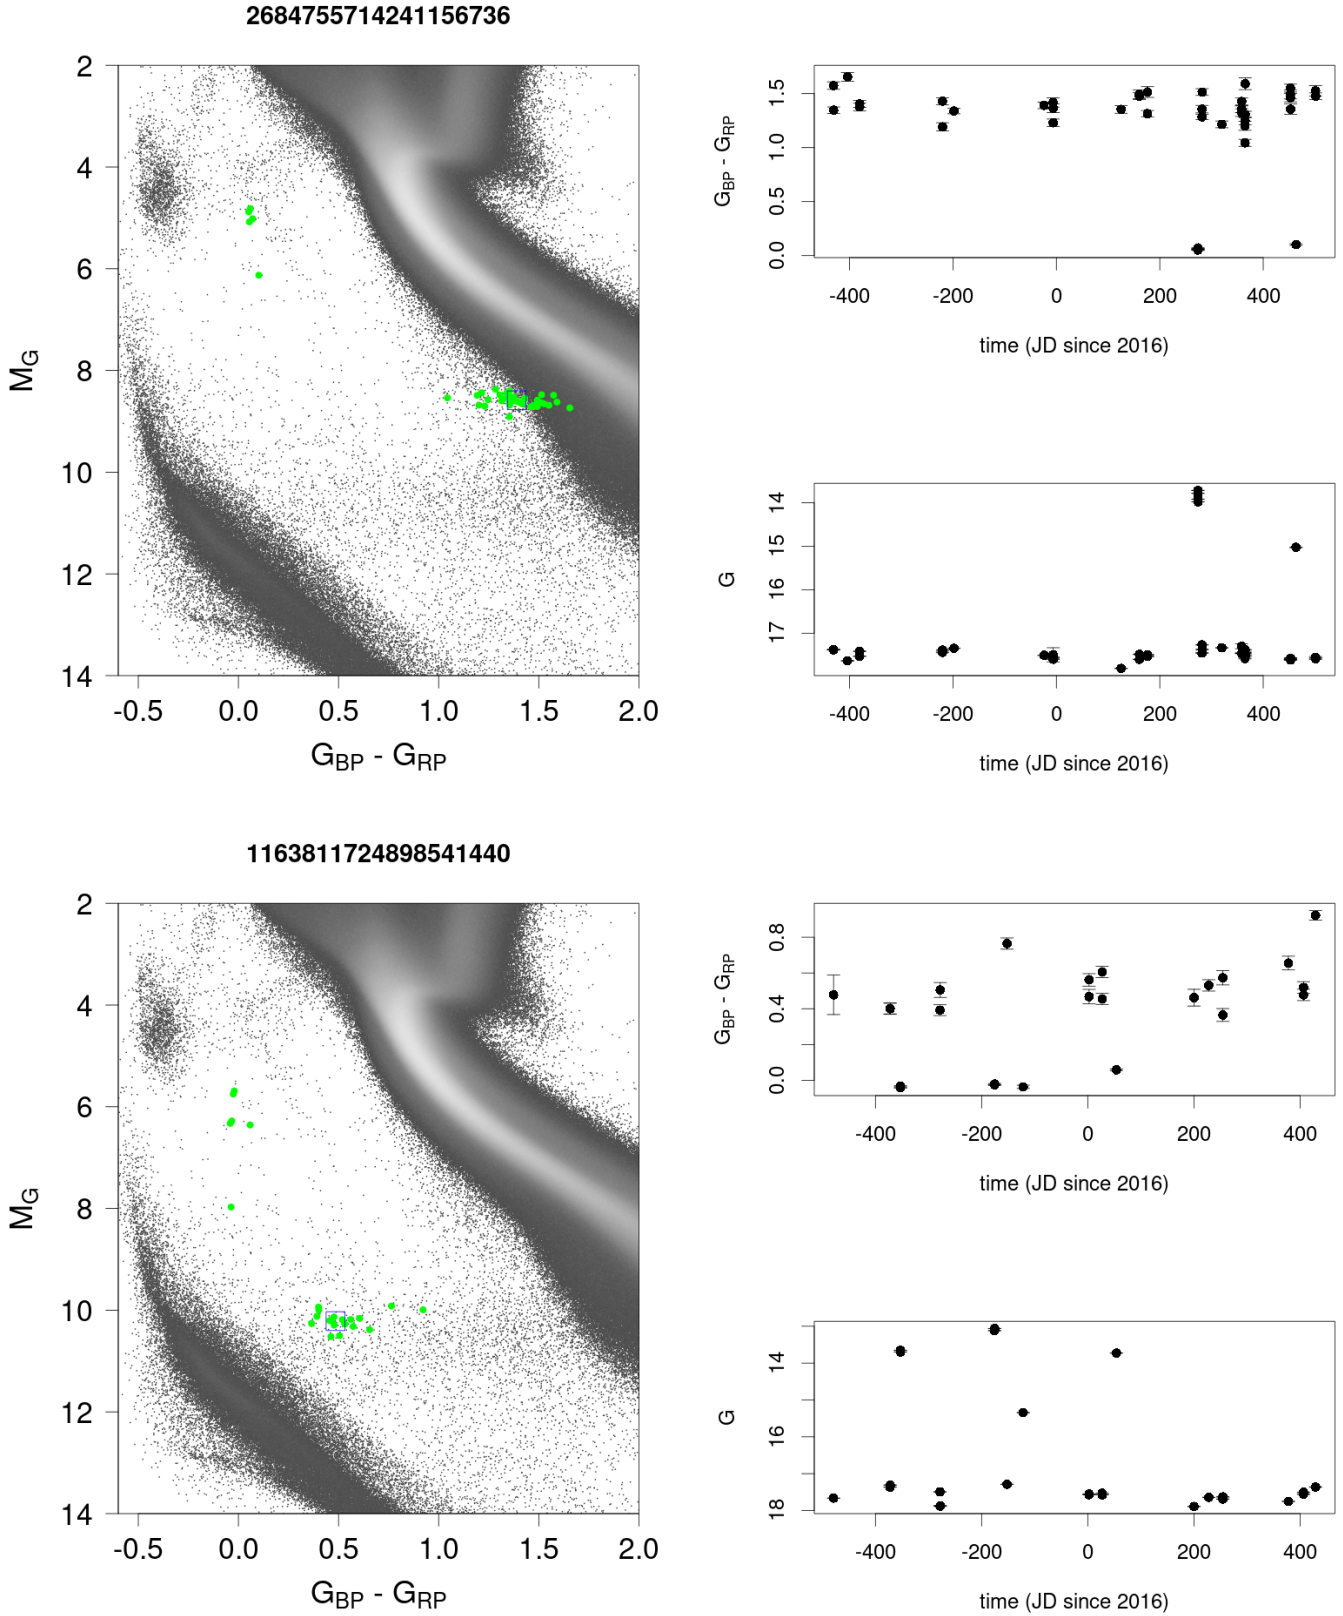 2684755714241156736
2
4
6
8
10
12
14
M_G
-0.5 0.0 0.5 1.0 1.5 2.0
G_BP - G_RP
0.0 0.5 1.0 1.5
G_BP - G_RP
-400 -200 0 200 400
time (JD since 2016)
14
15
16
17
G
-400 -200 0 200 400
time (JD since 2016)
1163811724898541440
2
4
6
8
10
12
14
M_G
-0.5 0.0 0.5 1.0 1.5 2.0
G_BP - G_RP
0.0 0.4 0.8
G_BP - G_RP
-400 -200 0 200 400
time (JD since 2016)
14
16
18
G
-400 -200 0 200 400
time (JD since 2016)